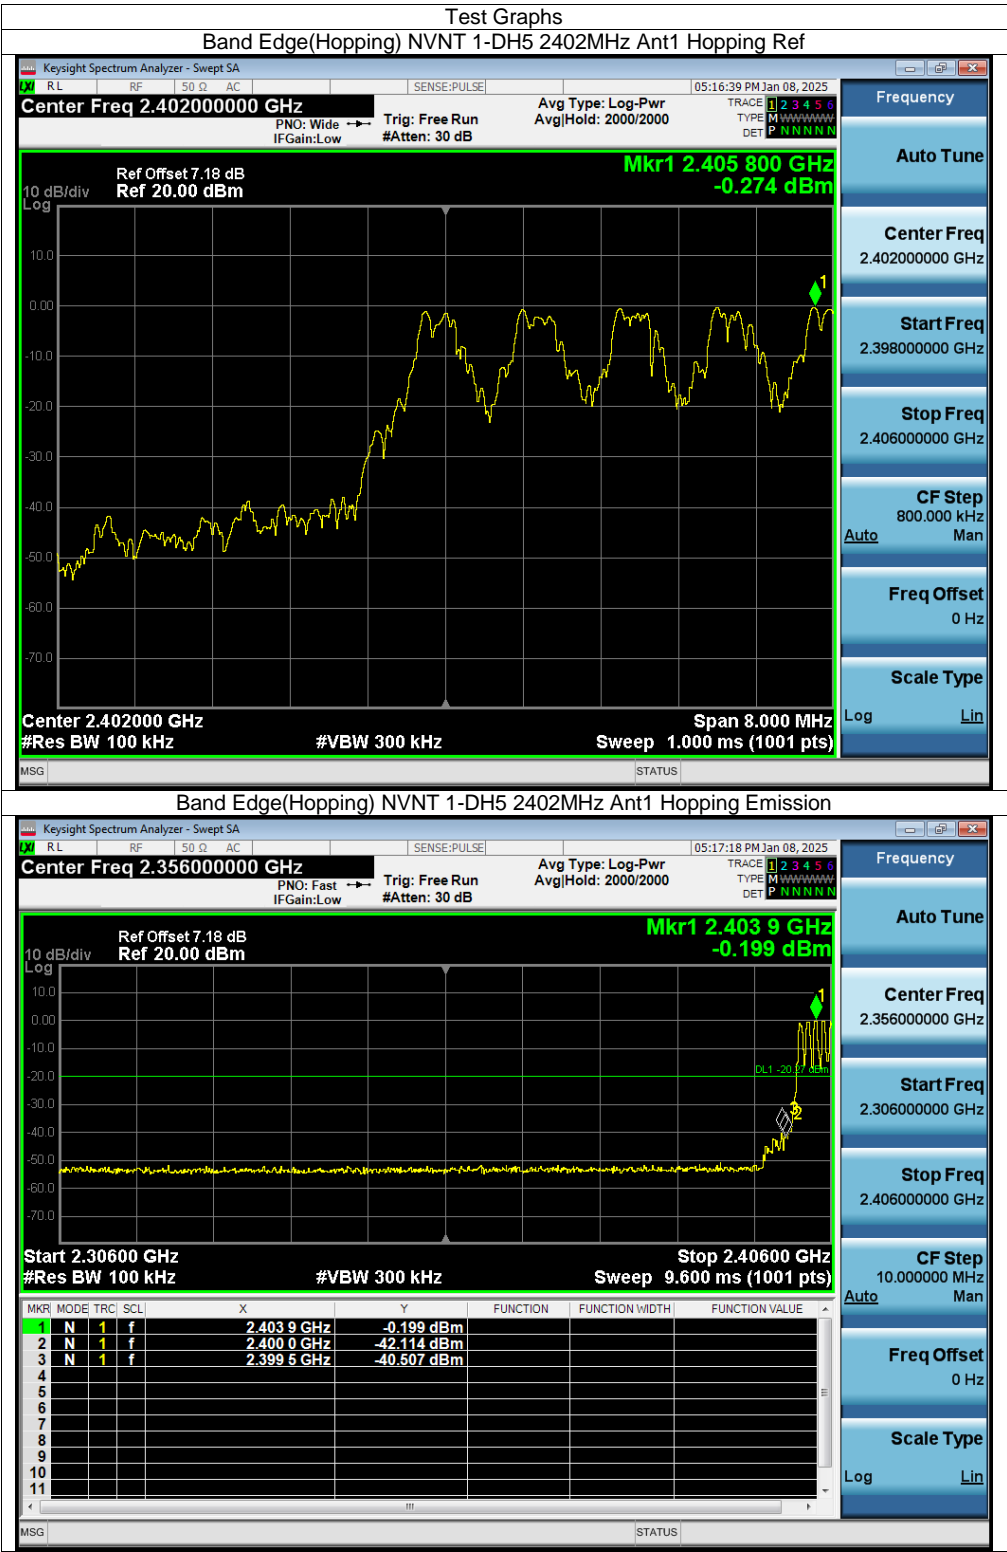 Test Graphs
Band Edge(Hopping) NVNT 1-DH5 2402MHz Ant1 Hopping Ref
Keysight Spectrum Analyzer - Swept SA
LXI RL RF 50 Ω AC SENSE:PULSE 05:16:39 PM Jan 08, 2025
Center Freq 2.402000000 GHz
PNO: Wide
IFGain:Low
Trig: Free Run
#Atten: 30 dB
Avg Type: Log-Pwr
Avg|Hold: 2000/2000
TRACE 1 2 3 4 5 6
TYPE M WWWWW
DET P N N N N N
Frequency
Auto Tune
Center Freq
2.402000000 GHz
Start Freq
2.398000000 GHz
Stop Freq
2.406000000 GHz
CF Step
800.000 kHz
Auto Man
Freq Offset
0 Hz
Scale Type
Log Lin
Mkr1 2.405 800 GHz
-0.274 dBm
Ref Offset 7.18 dB
10 dB/div Ref 20.00 dBm
Log
10.0
0.00
-10.0
-20.0
-30.0
-40.0
-50.0
-60.0
-70.0
1
Center 2.402000 GHz Span 8.000 MHz
#Res BW 100 kHz #VBW 300 kHz Sweep 1.000 ms (1001 pts)
MSG STATUS
Band Edge(Hopping) NVNT 1-DH5 2402MHz Ant1 Hopping Emission
Keysight Spectrum Analyzer - Swept SA
LXI RL RF 50 Ω AC SENSE:PULSE 05:17:18 PM Jan 08, 2025
Center Freq 2.356000000 GHz
PNO: Fast
IFGain:Low
Trig: Free Run
#Atten: 30 dB
Avg Type: Log-Pwr
Avg|Hold: 2000/2000
TRACE 1 2 3 4 5 6
TYPE M WWWWW
DET P N N N N N
Frequency
Auto Tune
Center Freq
2.356000000 GHz
Start Freq
2.306000000 GHz
Stop Freq
2.406000000 GHz
CF Step
10.000000 MHz
Auto Man
Freq Offset
0 Hz
Scale Type
Log Lin
Mkr1 2.403 9 GHz
-0.199 dBm
Ref Offset 7.18 dB
10 dB/div Ref 20.00 dBm
Log
10.0
0.00
-10.0
-20.0
-30.0
-40.0
-50.0
-60.0
-70.0
1
DL1 -20.27 dBm
3
2
Start 2.30600 GHz Stop 2.40600 GHz
#Res BW 100 kHz #VBW 300 kHz Sweep 9.600 ms (1001 pts)
MKR MODE TRC SCL X Y FUNCTION FUNCTION WIDTH FUNCTION VALUE
1 N 1 f 2.403 9 GHz -0.199 dBm
2 N 1 f 2.400 0 GHz -42.114 dBm
3 N 1 f 2.399 5 GHz -40.507 dBm
4
5
6
7
8
9
10
11
MSG STATUS